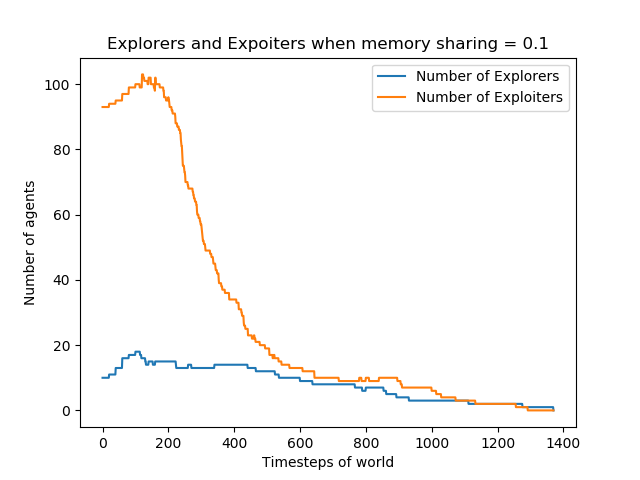 Explorers and Expoiters when memory sharing = 0.1
Number of Explorers
Number of Exploiters
Number of agents
100
80
60
40
20
0
0 200 400 600 800 1000 1200 1400
Timesteps of world